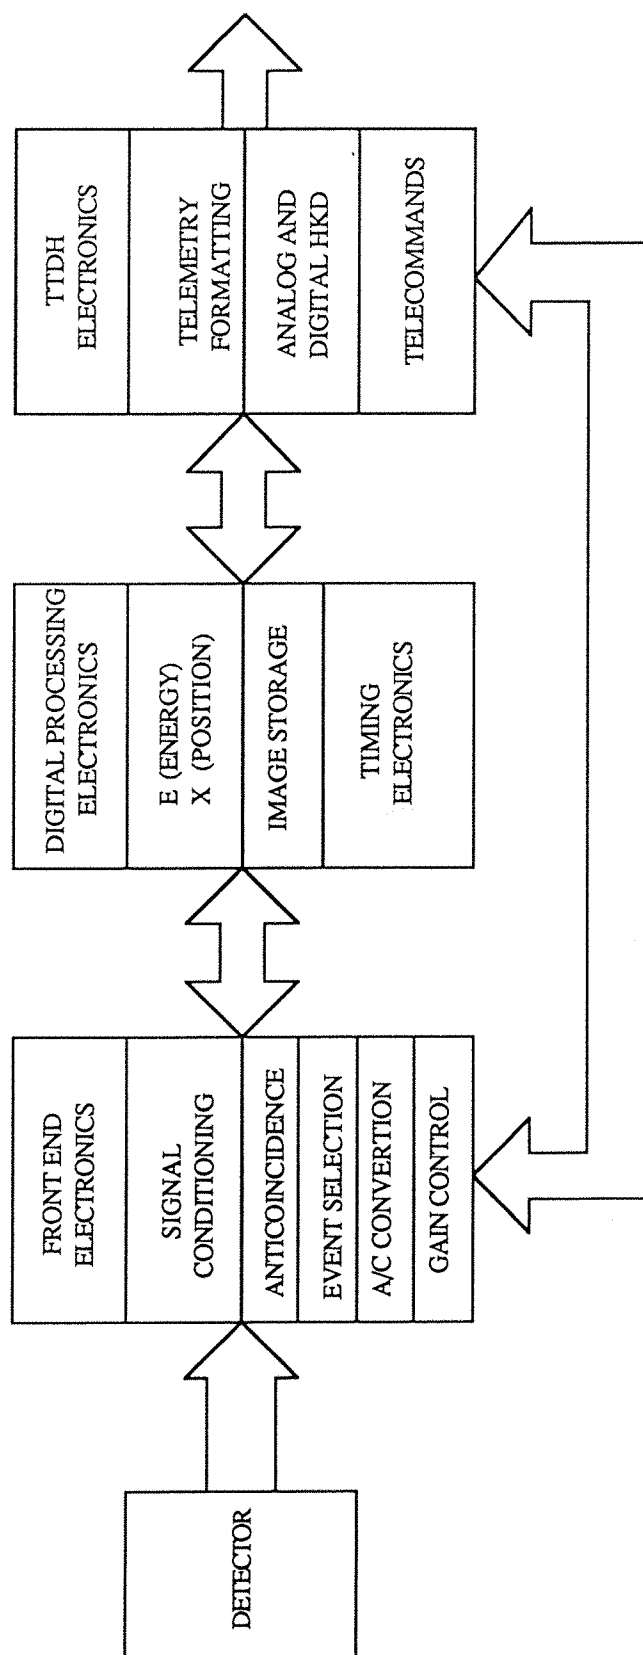 DETECTOR
FRONT END
ELECTRONICS
SIGNAL
CONDITIONING
ANTICOINCIDENCE
EVENT SELECTION
A/C CONVERTION
GAIN CONTROL
DIGITAL PROCESSING
ELECTRONICS
E (ENERGY)
X (POSITION)
IMAGE STORAGE
TIMING
ELECTRONICS
TTDH
ELECTRONICS
TELEMETRY
FORMATTING
ANALOG AND
DIGITAL HKD
TELECOMMANDS